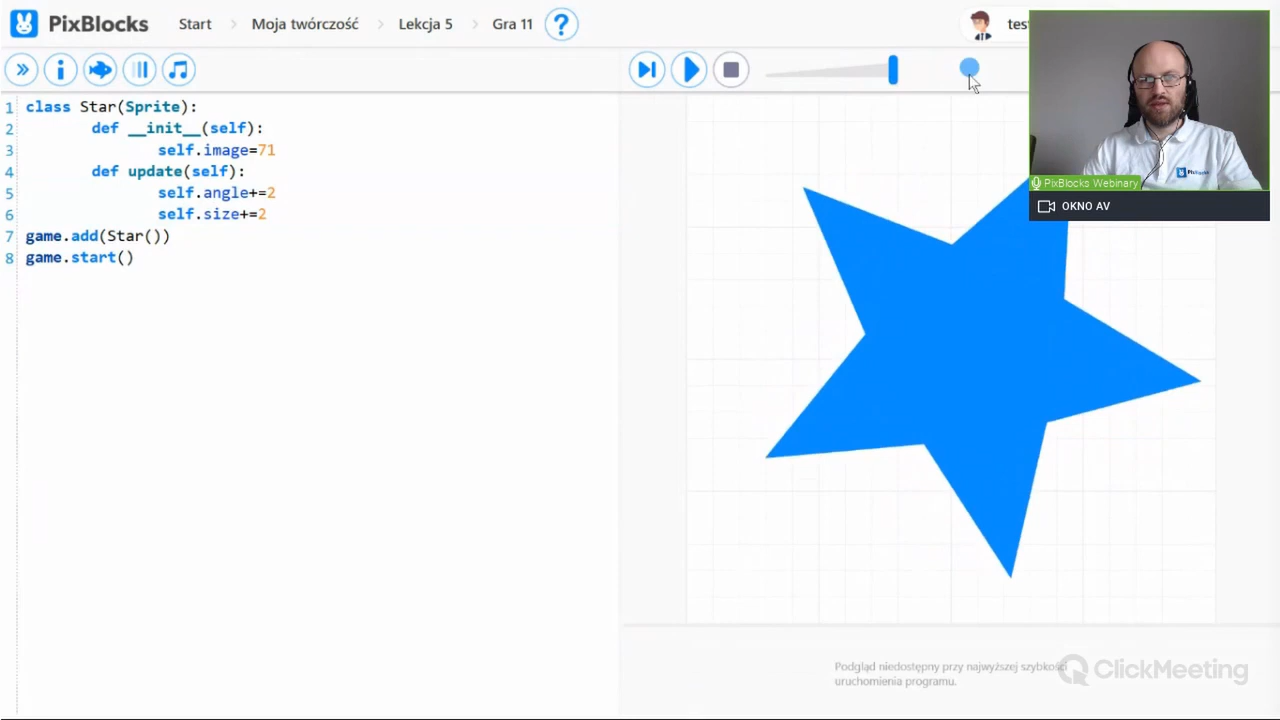 PixBlocks
Start
Moja twórczość
Lekcja 5
Gra 11
?
1 class Star(Sprite):
2 def __init__(self):
3 self.image=71
4 def update(self):
5 self.angle+=2
6 self.size+=2
7 game.add(Star())
8 game.start()
PixBlocks Webinary
OKNO AV
Podgląd niedostępny przy najwyższej szybkości
uruchomienia programu.
ClickMeeting